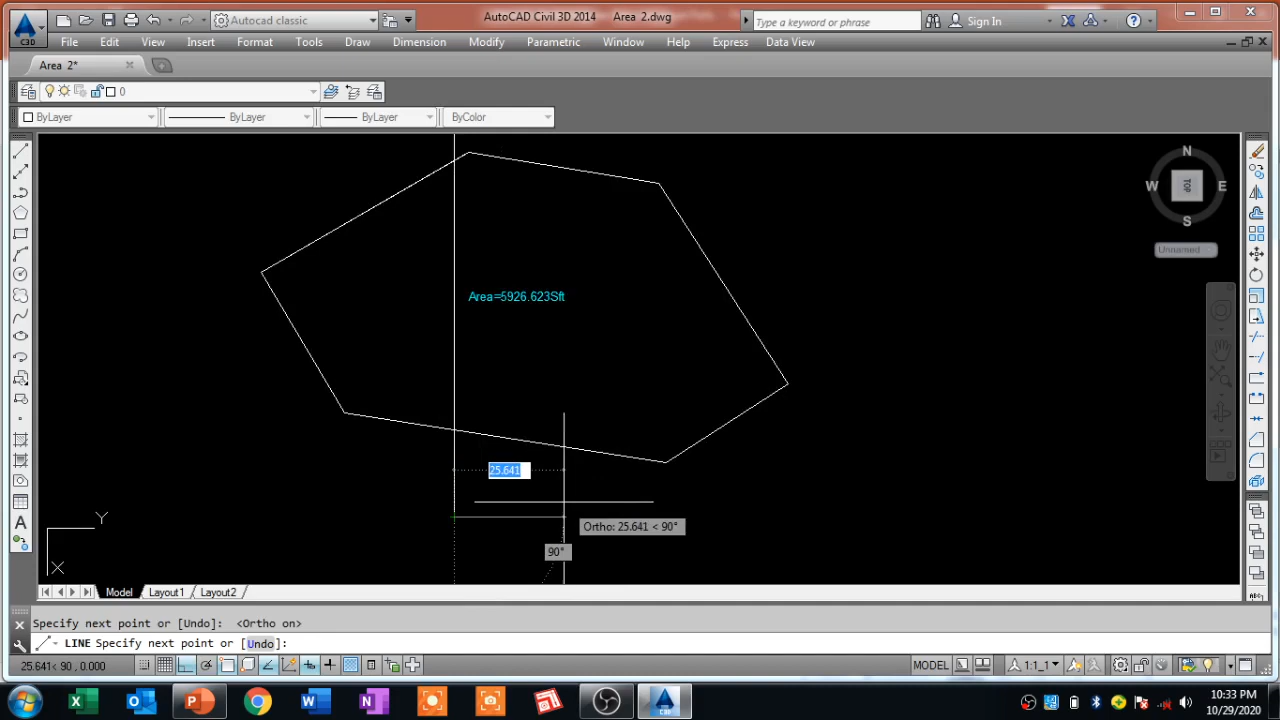 C3D
Autocad classic
AutoCAD Civil 3D 2014 Area 2.dwg
Type a keyword or phrase
Sign In
File Edit View Insert Format Tools Draw Dimension Modify Parametric Window Help Express Data View
Area 2*
0
ByLayer ByLayer ByLayer ByColor
N
W TOP E
S
Unnamed
Area=5926.623Sft
25.641
Ortho: 25.641 < 90°
90°
Y
X
Model Layout1 Layout2
Specify next point or [Undo]: <Ortho on>
LINE Specify next point or [Undo]:
25.641< 90 , 0.000
MODEL
1:1
10:33 PM
10/29/2020